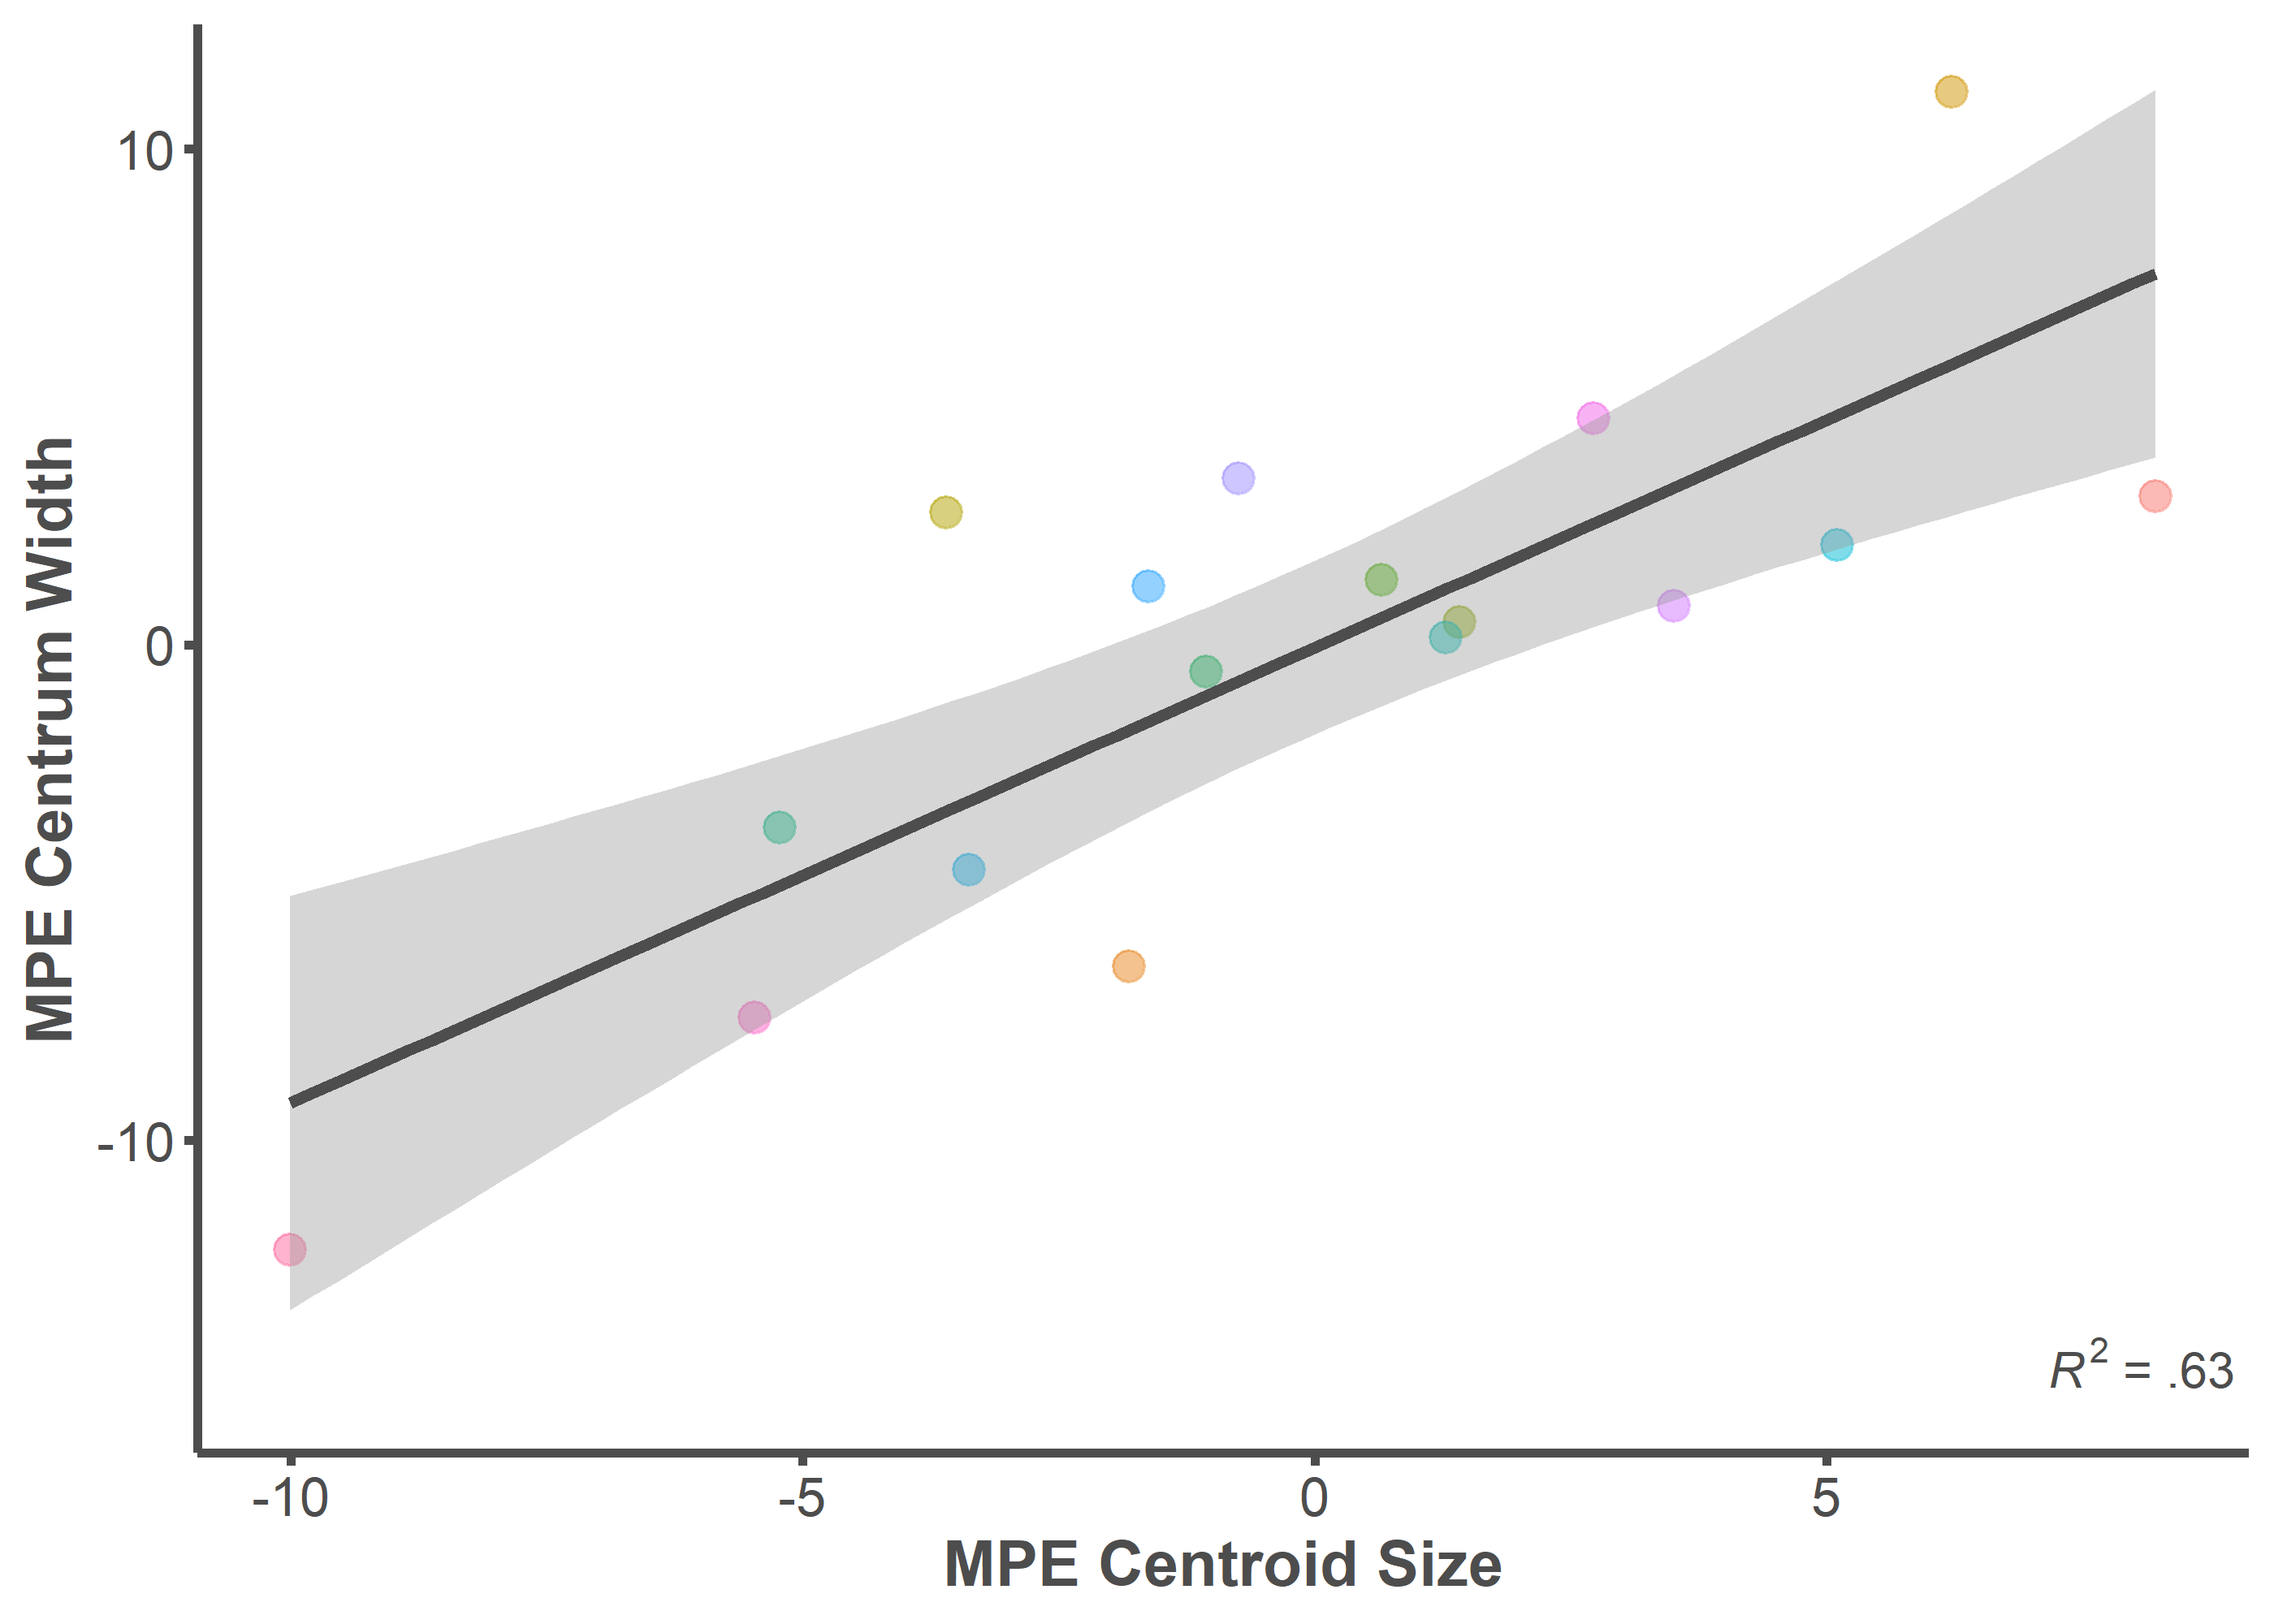 10
0
-10
MPE Centrum Width
R² = .63
-10 -5 0 5
MPE Centroid Size